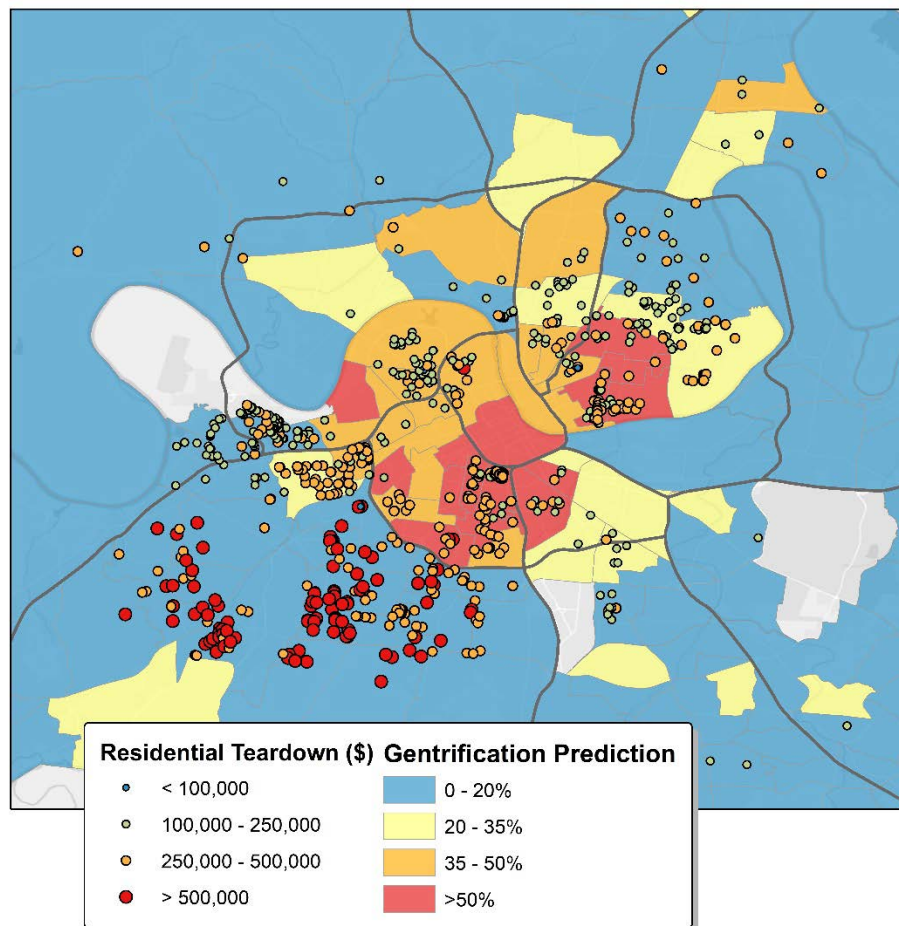 Residential Teardown ($)
< 100,000
100,000 - 250,000
250,000 - 500,000
> 500,000
Gentrification Prediction
0 - 20%
20 - 35%
35 - 50%
>50%